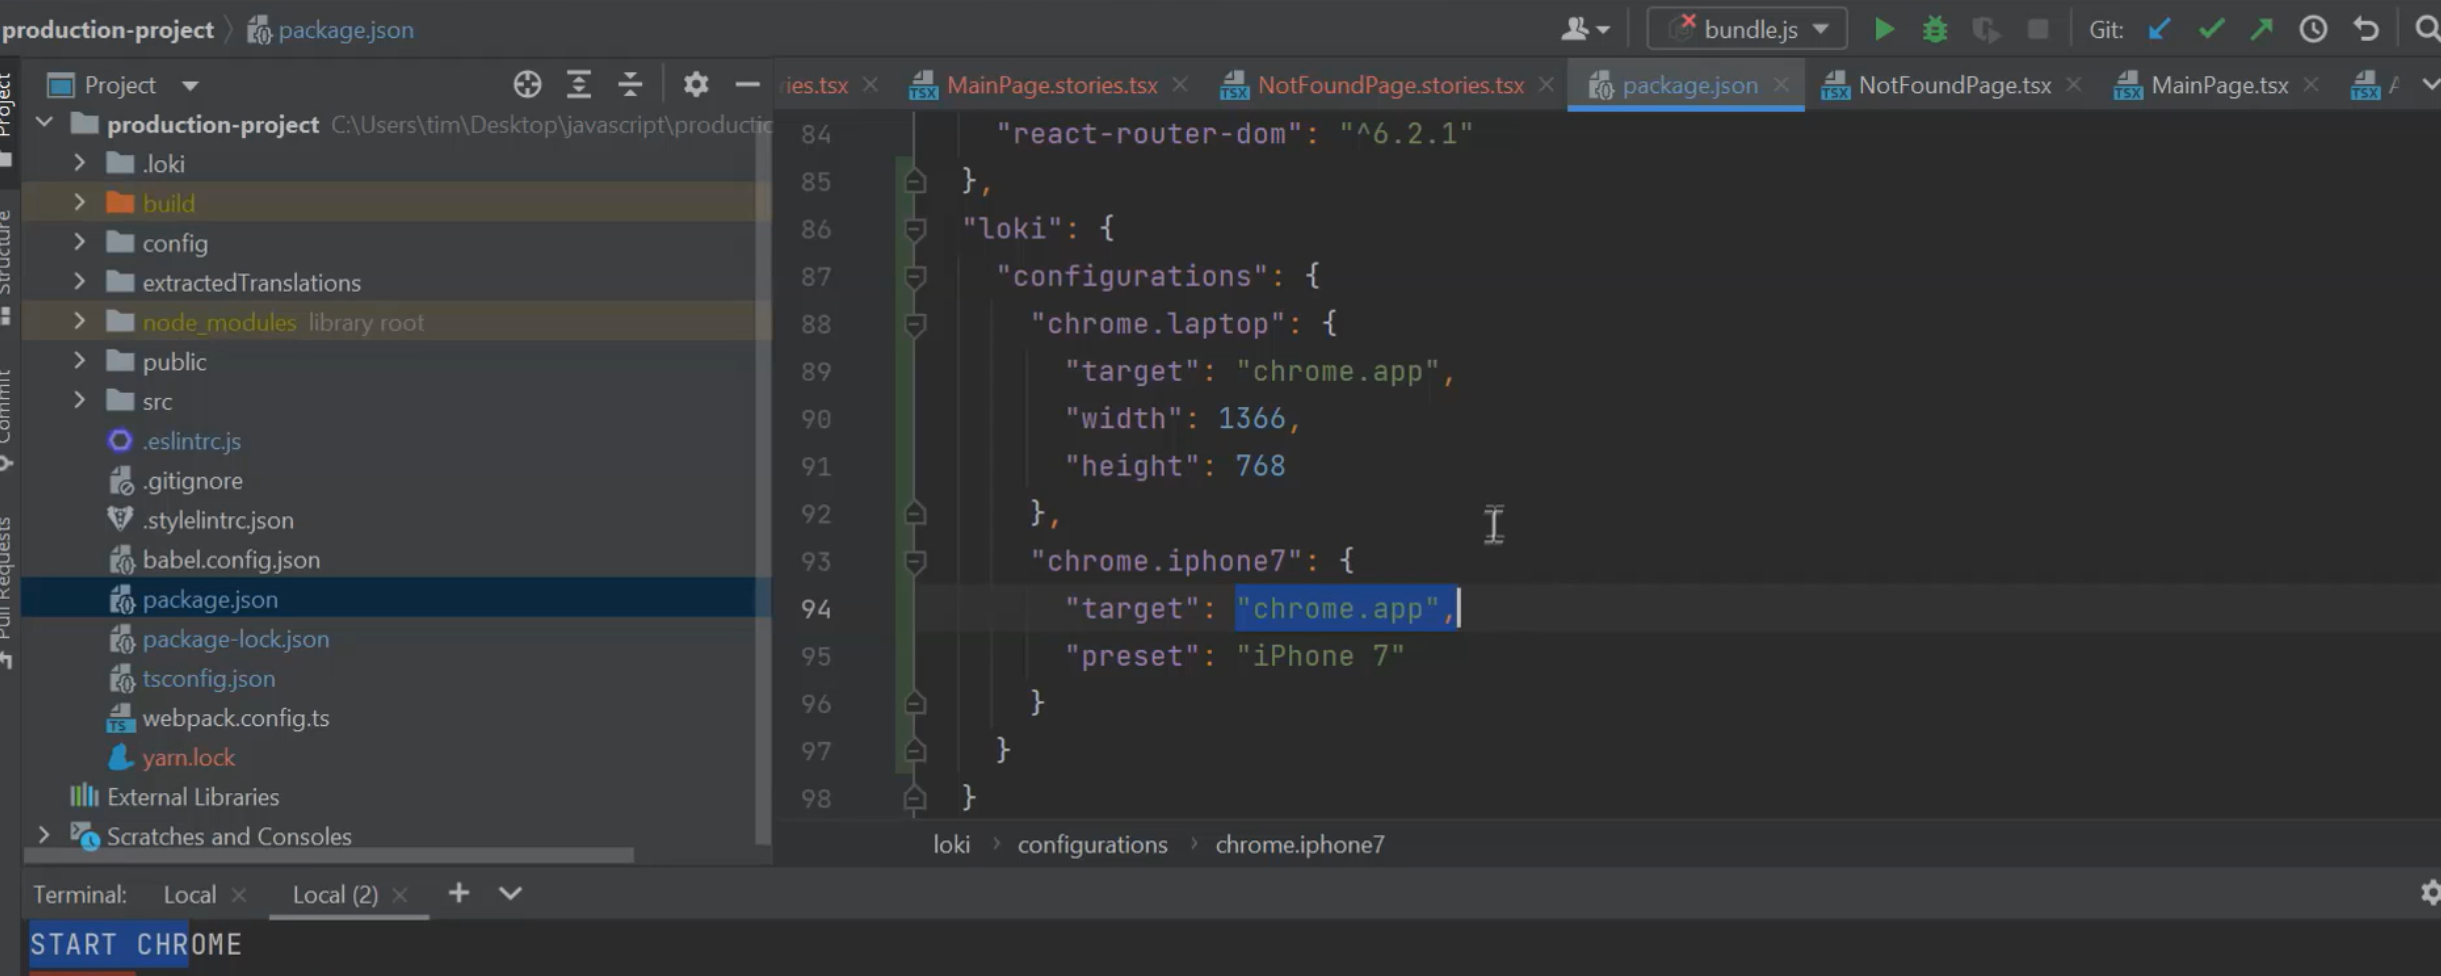 production-project package.json
bundle.js
Git:
Project
ies.tsx
MainPage.stories.tsx
NotFoundPage.stories.tsx
package.json
NotFoundPage.tsx
MainPage.tsx
Project
Structure
Commit
Pull Requests
production-project C:\Users\tim\Desktop\javascript\productic
.loki
build
config
extractedTranslations
node_modules library root
public
src
.eslintrc.js
.gitignore
.stylelintrc.json
babel.config.json
package.json
package-lock.json
tsconfig.json
webpack.config.ts
yarn.lock
External Libraries
Scratches and Consoles
84 "react-router-dom": "^6.2.1"
85 },
86 "loki": {
87 "configurations": {
88 "chrome.laptop": {
89 "target": "chrome.app",
90 "width": 1366,
91 "height": 768
92 },
93 "chrome.iphone7": {
94 "target": "chrome.app",
95 "preset": "iPhone 7"
96 }
97 }
98 }
loki configurations chrome.iphone7
Terminal: Local Local (2)
START CHROME